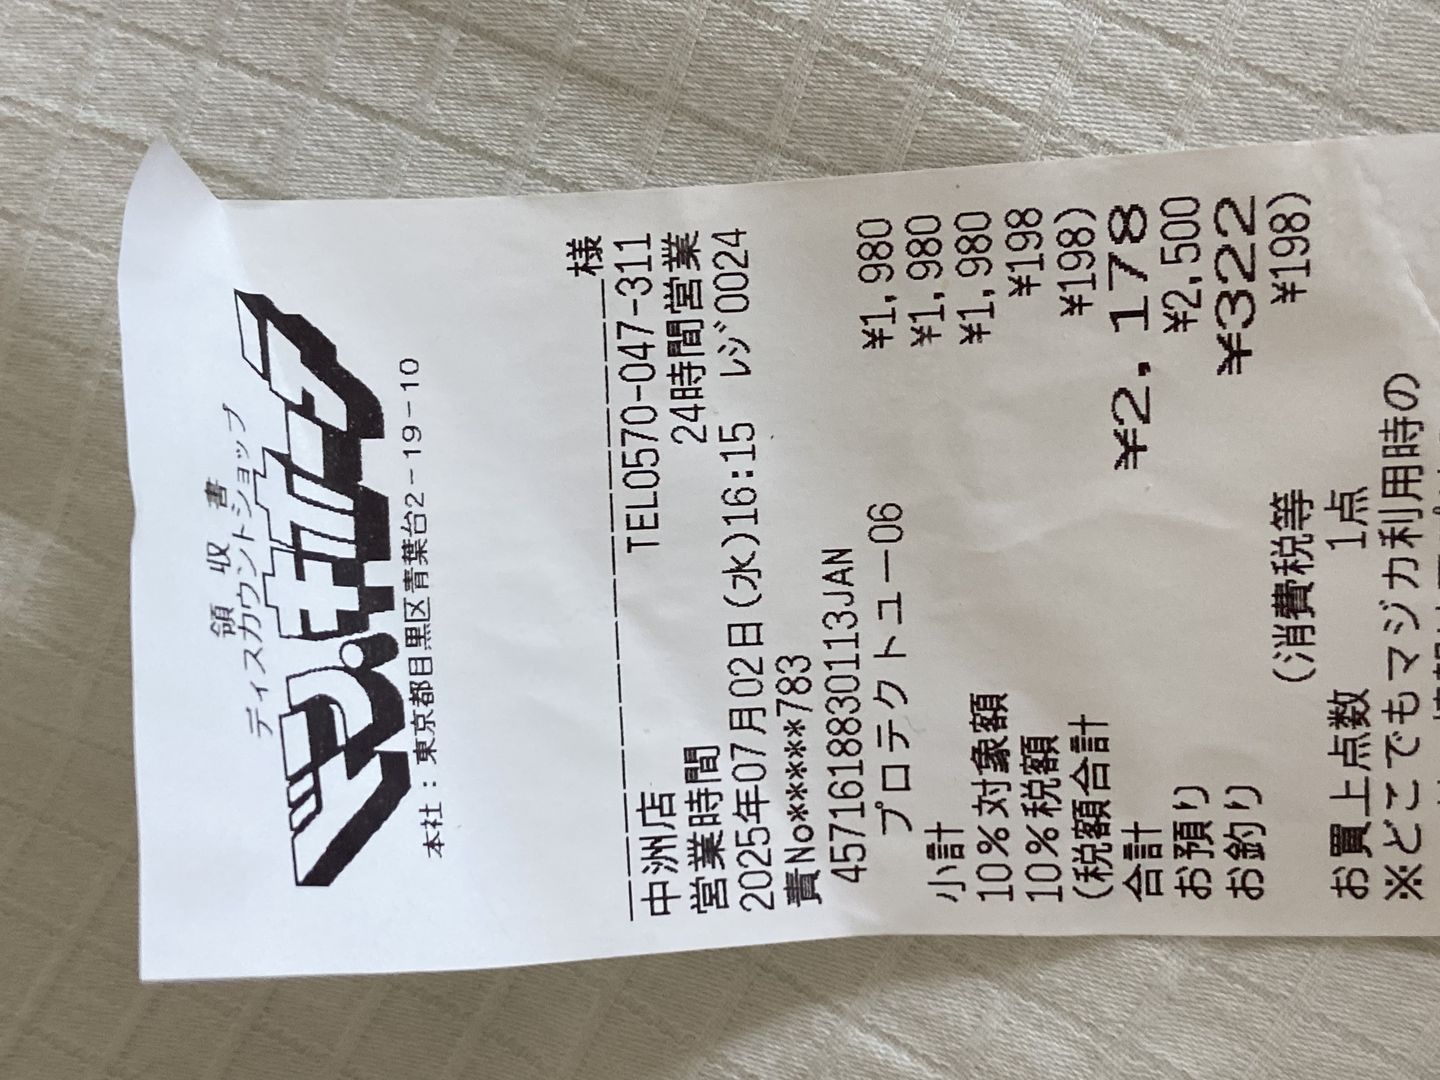 領収書
ディスカウントショップ
ドン.キホーテ
本社：東京都目黒区青葉台2-19-10
様
中洲店 TEL0570-047-311
営業時間 24時間営業
2025年07月02日(水)16:15 レジ0024
責No*****783
4571618830113JAN
プロテクトユー06 ¥1,980
小計 ¥1,980
10%対象額 ¥1,980
10%税額 ¥198
(税額合計 ¥198)
合計 ¥2,178
お預り ¥2,500
お釣り ¥322
(消費税等 ¥198)
お買上点数 1点
※どこでもマジカ利用時の